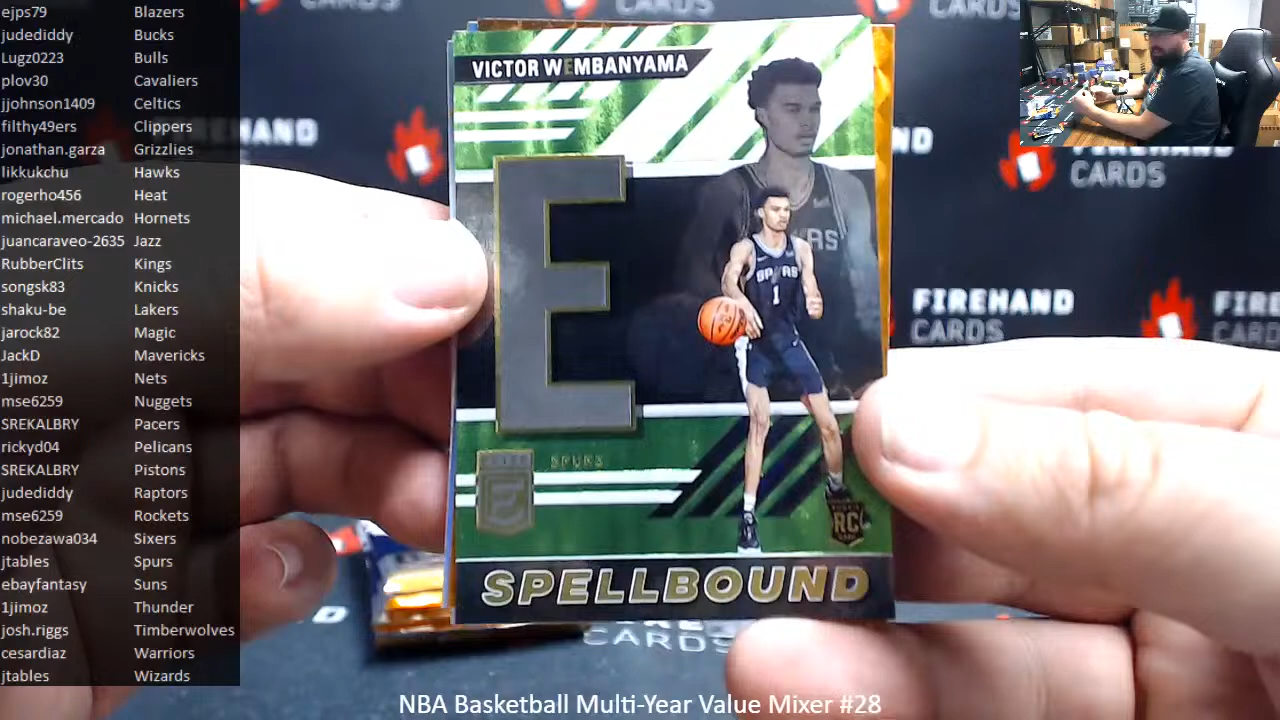 ejps79 Blazers
judediddy Bucks
Lugz0223 Bulls
plov30 Cavaliers
jjohnson1409 Celtics
filthy49ers Clippers
jonathan.garza Grizzlies
likkukchu Hawks
rogerho456 Heat
michael.mercado Hornets
juancaraveo-2635 Jazz
RubberClits Kings
songsk83 Knicks
shaku-be Lakers
jarock82 Magic
JackD Mavericks
1jimoz Nets
mse6259 Nuggets
SREKALBRY Pacers
rickyd04 Pelicans
SREKALBRY Pistons
judediddy Raptors
mse6259 Rockets
nobezawa034 Sixers
jtables Spurs
ebayfantasy Suns
1jimoz Thunder
josh.riggs Timberwolves
cesardiaz Warriors
jtables Wizards
VICTOR WEMBANYAMA
E
SPURS
1
SPURS
RC
SPELLBOUND
FIREHAND
CARDS
CARDS
CARDS
NBA Basketball Multi-Year Value Mixer #28